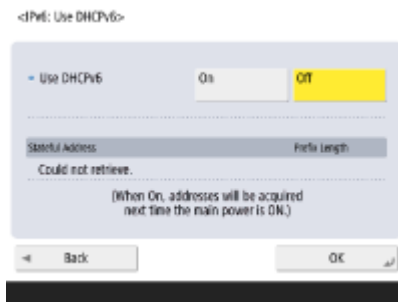 <IPv6: Use DHCPv6>
Use DHCPv6
On
Off
Stateful Address
Prefix Length
Could not retrieve.
(When On, addresses will be acquired
next time the main power is ON.)
Back
OK